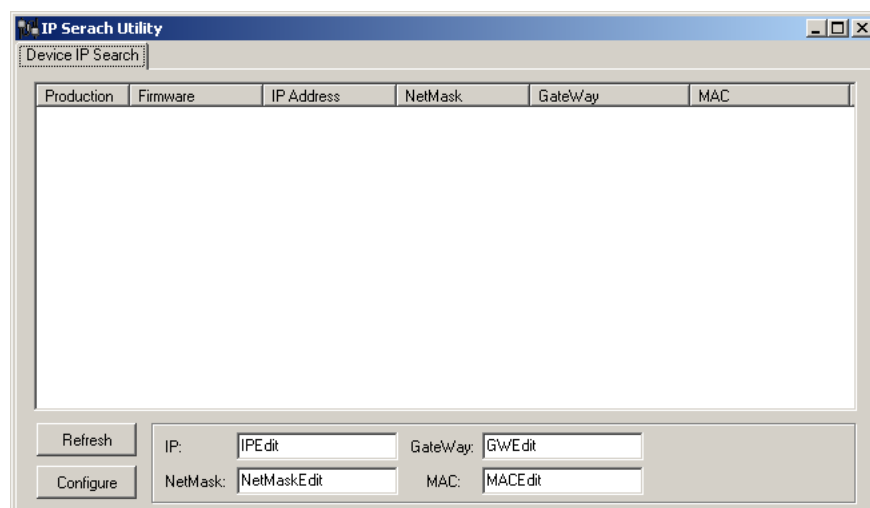 IP Serach Utility
Device IP Search
Production Firmware IP Address NetMask GateWay MAC
Refresh
IP: IPEdit GateWay: GWEdit
Configure
NetMask: NetMaskEdit MAC: MACEdit